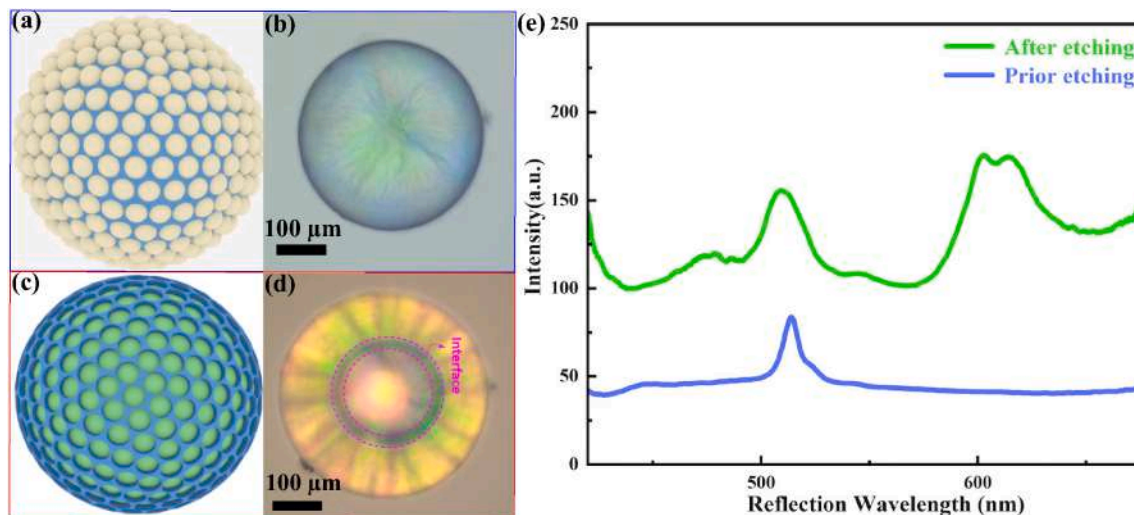 (a)
(b)
100 μm
(c)
(d)
Interface
100 μm
(e)
250
200
150
100
50
0
Intensity(a.u.)
After etching
Prior etching
500
600
Reflection Wavelength (nm)